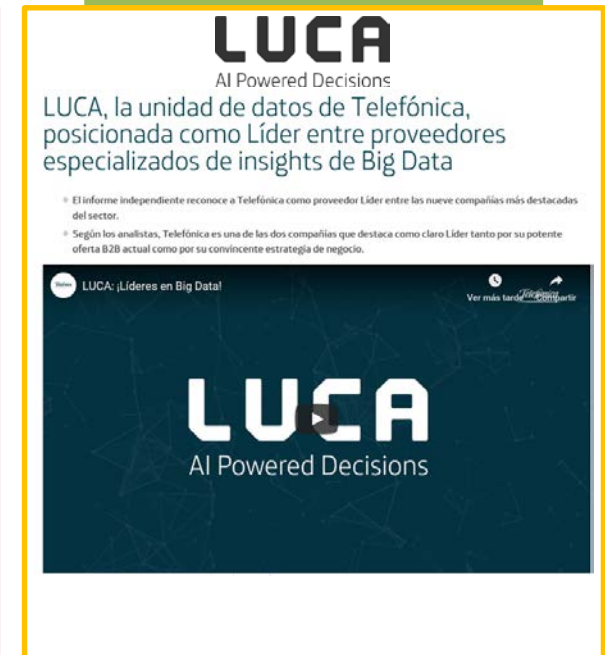 LUCA
AI Powered Decisions
LUCA, la unidad de datos de Telefónica,
posicionada como Líder entre proveedores
especializados de insights de Big Data
El informe independiente reconoce a Telefónica como proveedor Líder entre las nueve compañías más destacadas
del sector.
Según los analistas, Telefónica es una de las dos compañías que destaca como claro Líder tanto por su potente
oferta B2B actual como por su convincente estrategia de negocio.
LUCA: ¡Líderes en Big Data!
Ver más tarde
Compartir
Telefónica
LUCA
AI Powered Decisions